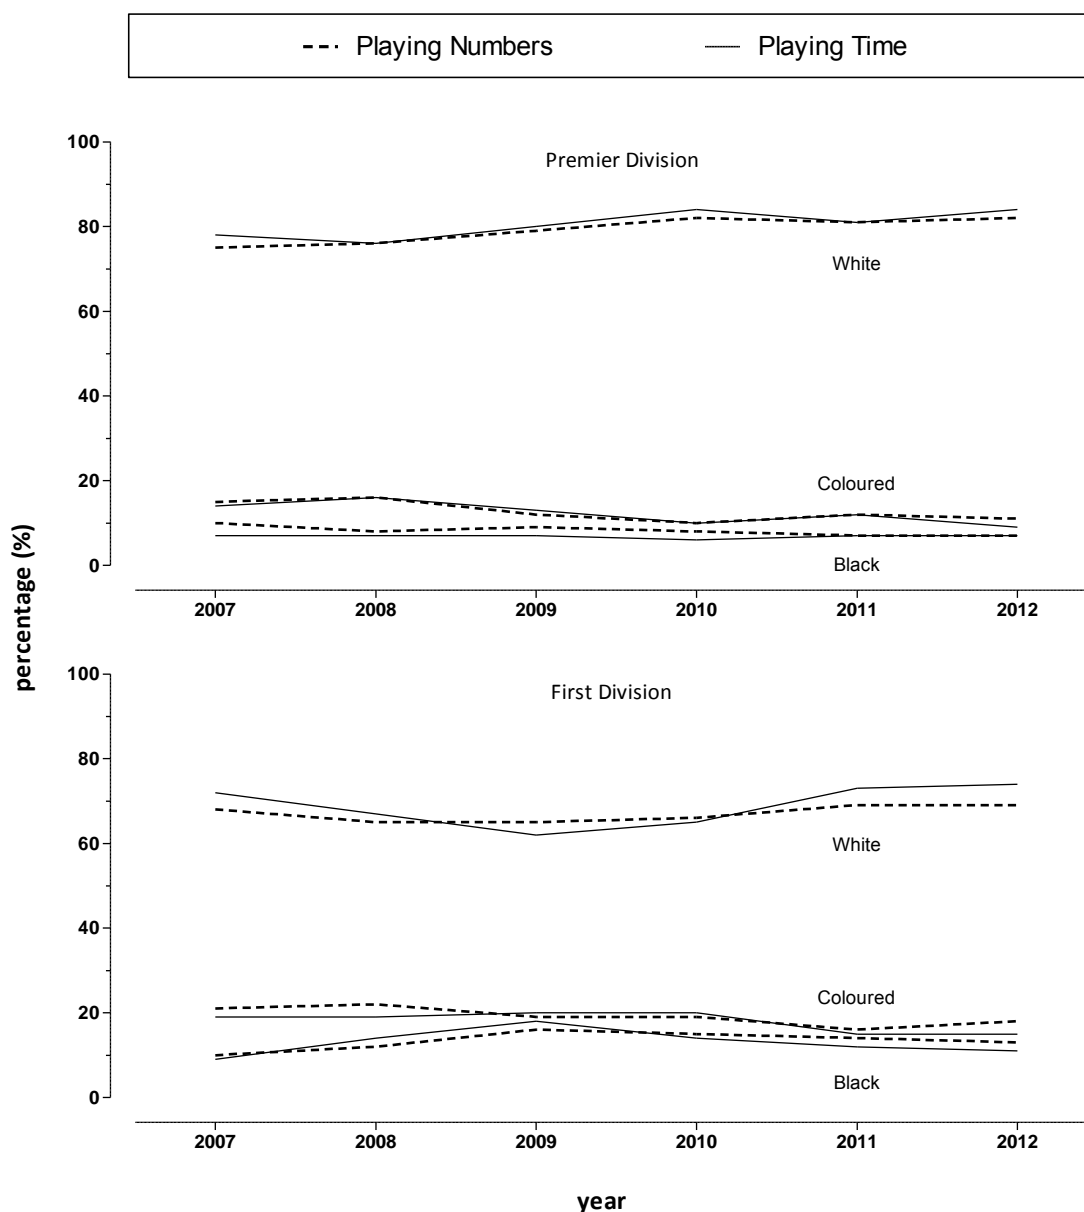 Playing Numbers Playing Time
Premier Division
100
80
60
40
20
0
White
Coloured
Black
2007 2008 2009 2010 2011 2012
percentage (%)
First Division
100
80
60
40
20
0
White
Coloured
Black
2007 2008 2009 2010 2011 2012
year